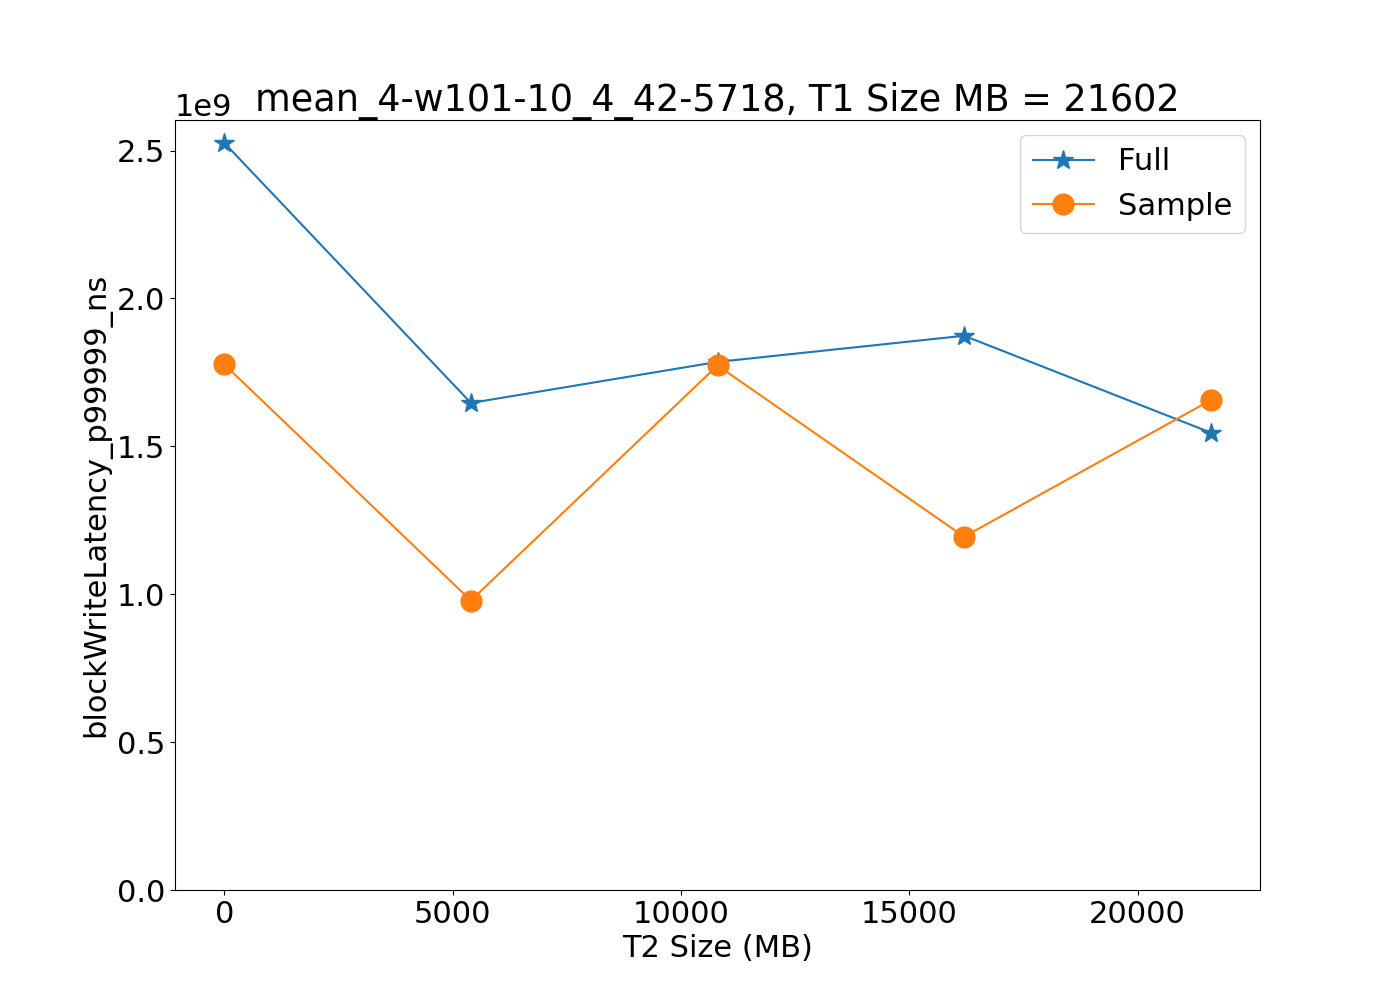 1e9
mean_4-w101-10_4_42-5718, T1 Size MB = 21602
Full
Sample
blockWriteLatency_p99999_ns
2.5
2.0
1.5
1.0
0.5
0.0
0
5000
10000
15000
20000
T2 Size (MB)